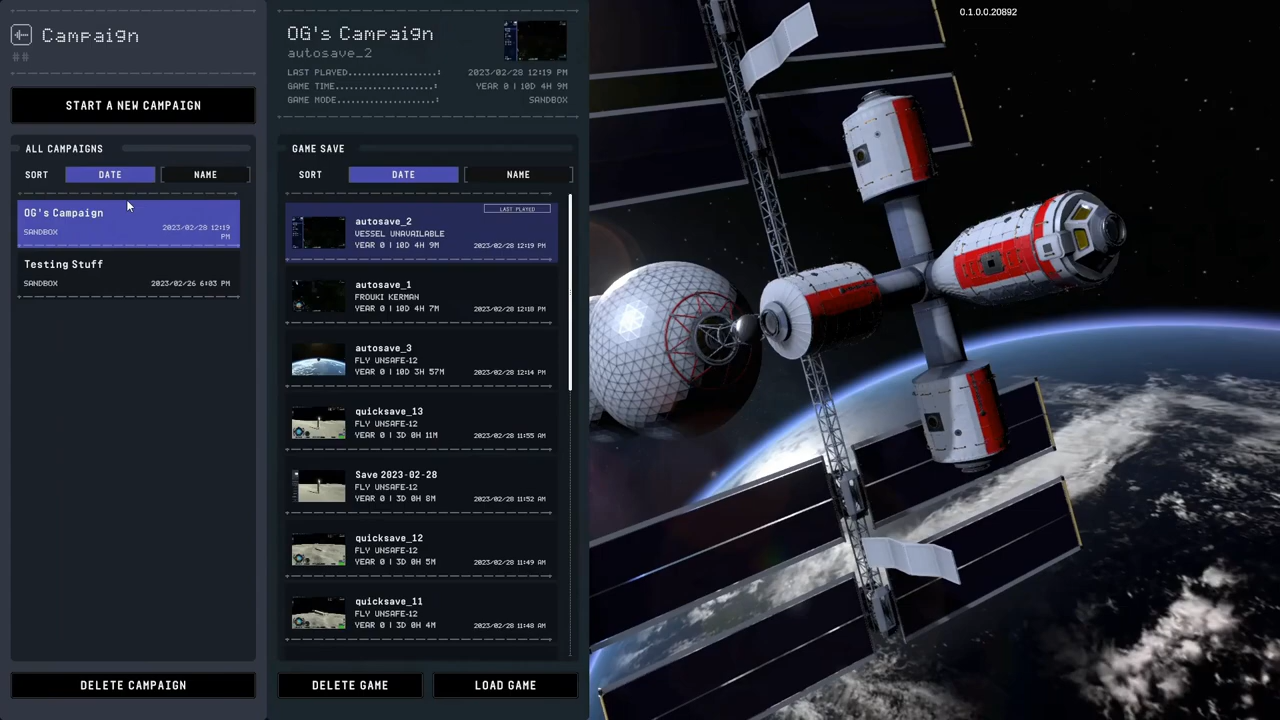 Campaign
##
START A NEW CAMPAIGN
ALL CAMPAIGNS
SORT DATE NAME
OG's Campaign
SANDBOX 2023/02/28 12:19 PM
Testing Stuff
SANDBOX 2023/02/26 6:03 PM
DELETE CAMPAIGN
OG's Campaign
autosave_2
LAST PLAYED....................: 2023/02/28 12:19 PM
GAME TIME....................: YEAR 0 | 10D 4H 9M
GAME MODE....................: SANDBOX
GAME SAVE
SORT DATE NAME
LAST PLAYED
autosave_2
VESSEL UNAVAILABLE
YEAR 0 | 10D 4H 9M 2023/02/28 12:19 PM
autosave_1
FROUKI KERMAN
YEAR 0 | 10D 4H 7M 2023/02/28 12:18 PM
autosave_3
FLY UNSAFE-12
YEAR 0 | 10D 3H 57M 2023/02/28 12:14 PM
quicksave_13
FLY UNSAFE-12
YEAR 0 | 3D 0H 11M 2023/02/28 11:55 AM
Save 2023-02-28
FLY UNSAFE-12
YEAR 0 | 3D 0H 8M 2023/02/28 11:52 AM
quicksave_12
FLY UNSAFE-12
YEAR 0 | 3D 0H 5M 2023/02/28 11:49 AM
quicksave_11
FLY UNSAFE-12
YEAR 0 | 3D 0H 4M 2023/02/28 11:48 AM
DELETE GAME LOAD GAME
0.1.0.0.20892